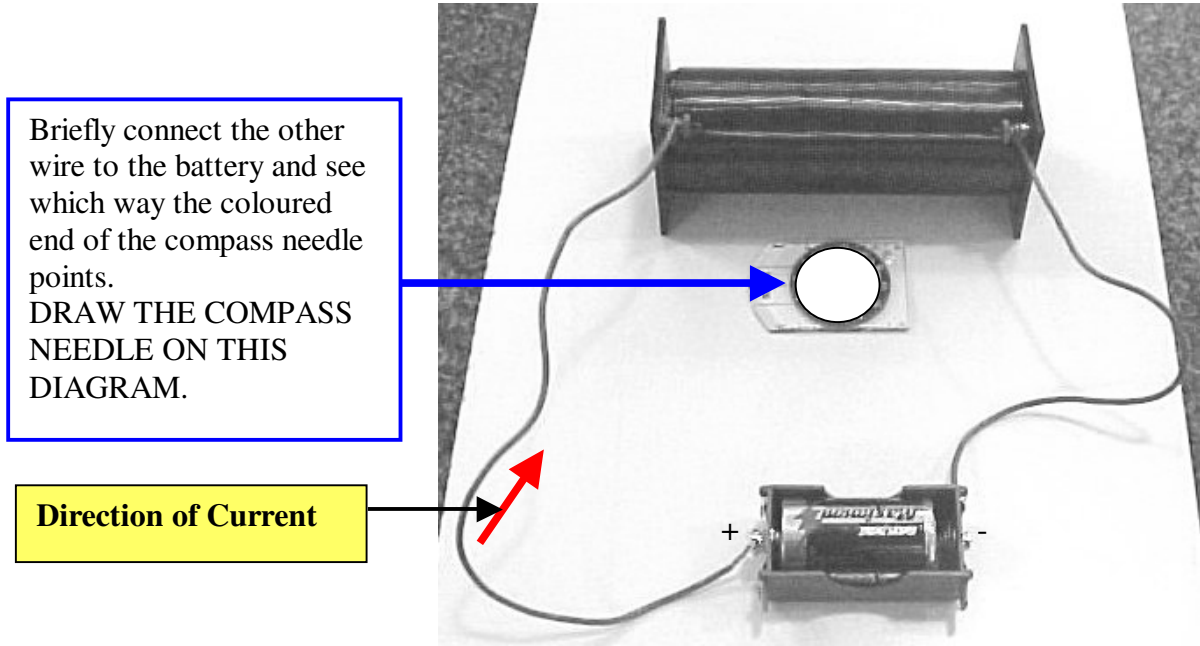 Briefly connect the other
wire to the battery and see
which way the coloured
end of the compass needle
points.
DRAW THE COMPASS
NEEDLE ON THIS
DIAGRAM.
Direction of Current
+
-